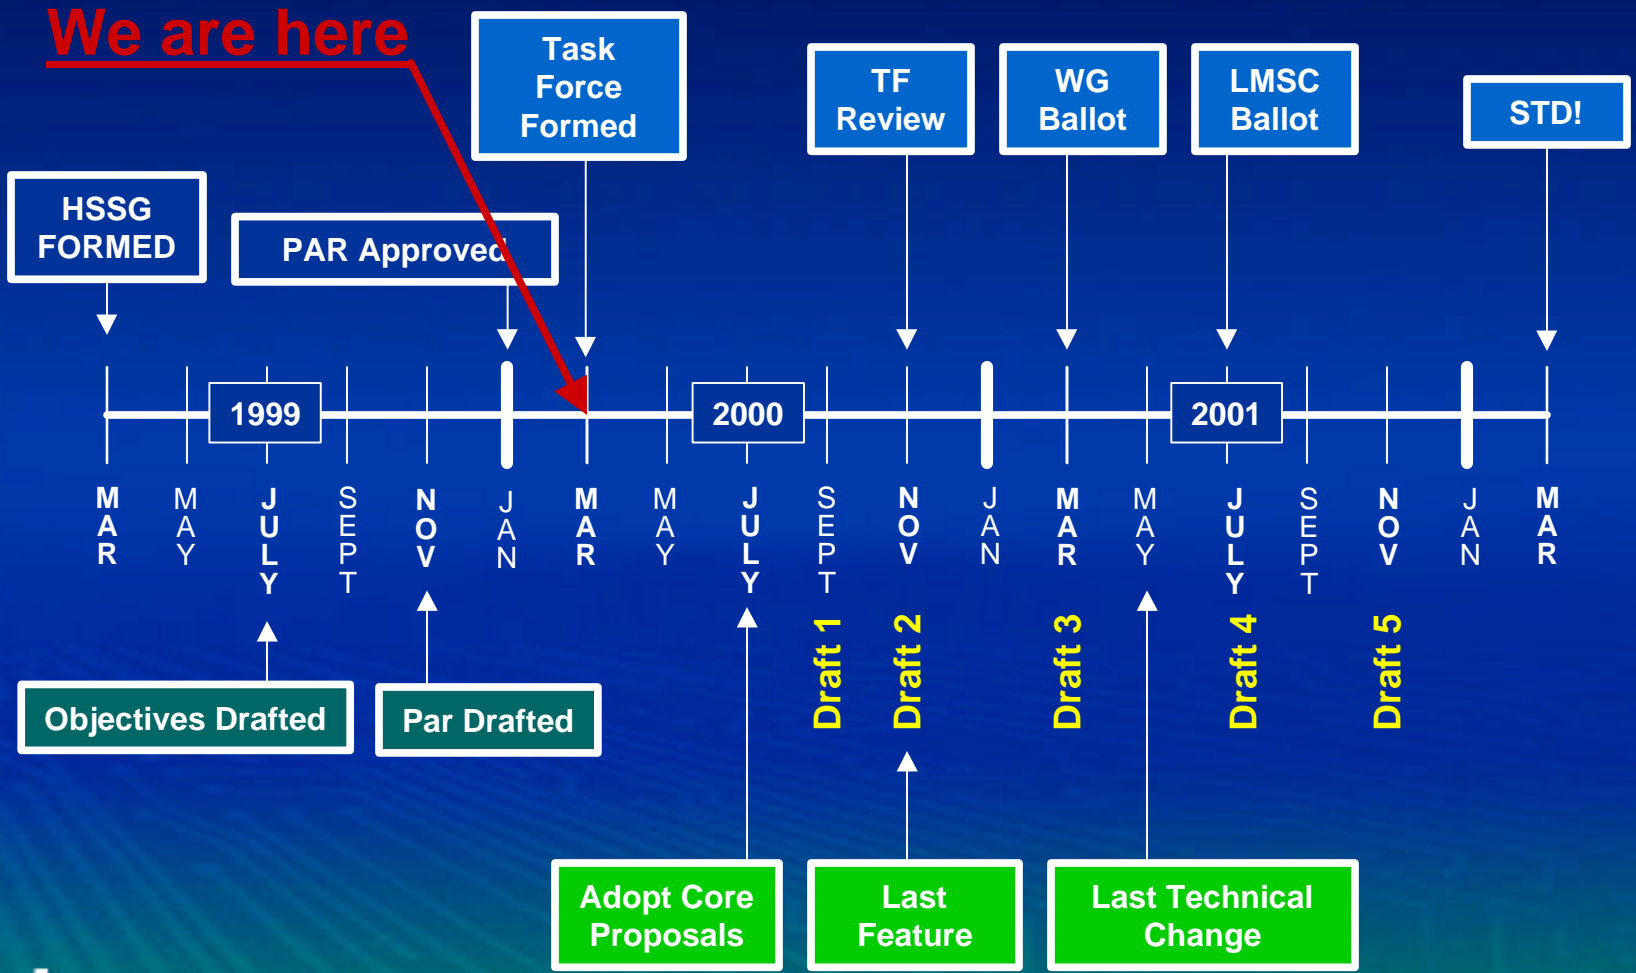 We are here
Task
Force
Formed
TF
Review
WG
Ballot
LMSC
Ballot
STD!
HSSG
FORMED
PAR Approved
1999
2000
2001
MAR
MAY
JULY
SEPT
NOV
JAN
MAR
MAY
JULY
SEPT
NOV
JAN
MAR
MAY
JULY
SEPT
NOV
JAN
MAR
Draft 1
Draft 2
Draft 3
Draft 4
Draft 5
Objectives Drafted
Par Drafted
Adopt Core
Proposals
Last
Feature
Last Technical
Change